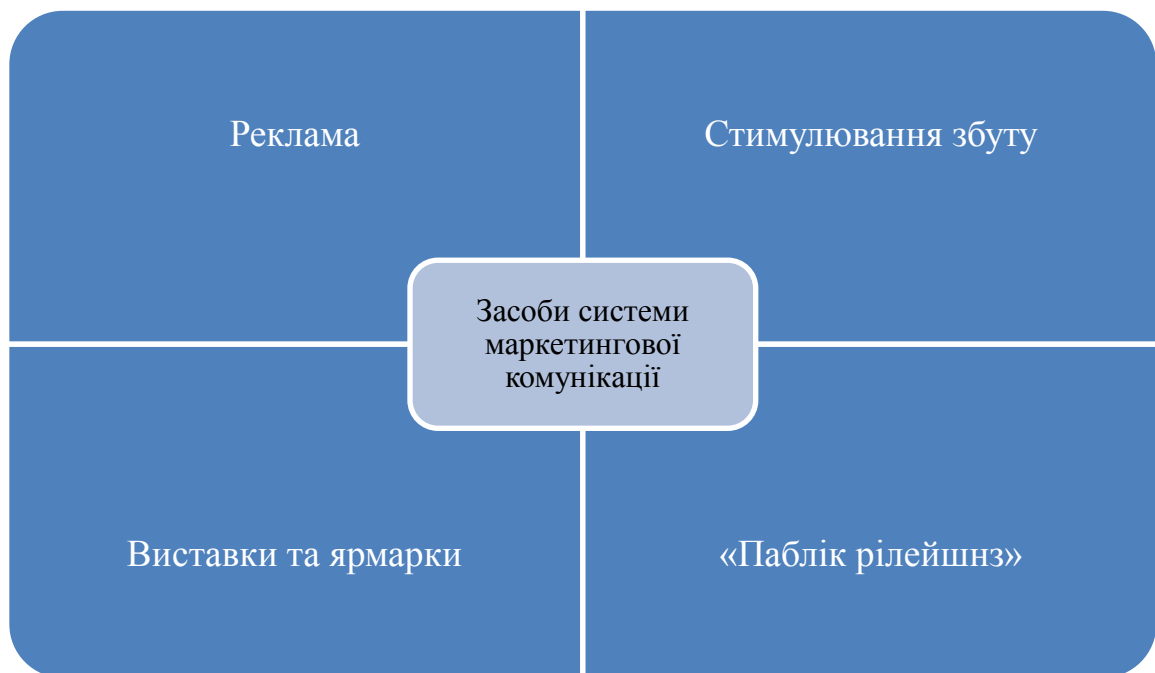 Реклама
Стимулювання збуту
Засоби системи
маркетингової
комунікації
Виставки та ярмарки
«Паблік рілейшнз»